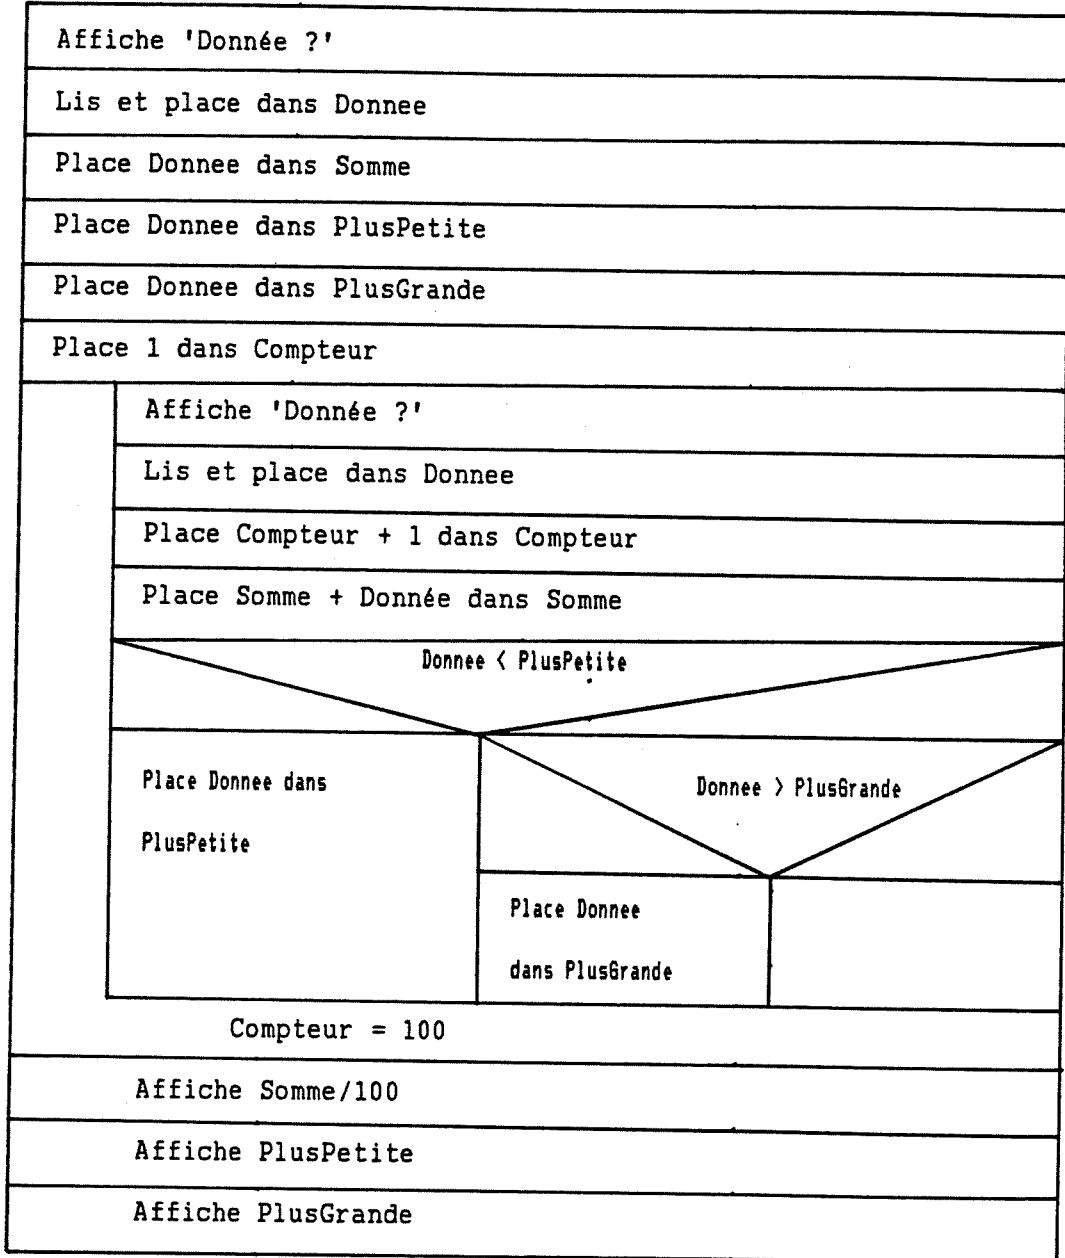 Affiche 'Donnée ?'
Lis et place dans Donnee
Place Donnee dans Somme
Place Donnee dans PlusPetite
Place Donnee dans PlusGrande
Place 1 dans Compteur
Affiche 'Donnée ?'
Lis et place dans Donnee
Place Compteur + 1 dans Compteur
Place Somme + Donnée dans Somme
Donnee < PlusPetite
Place Donnee dans
PlusPetite
Donnee > PlusGrande
Place Donnee
dans PlusGrande
Compteur = 100
Affiche Somme/100
Affiche PlusPetite
Affiche PlusGrande